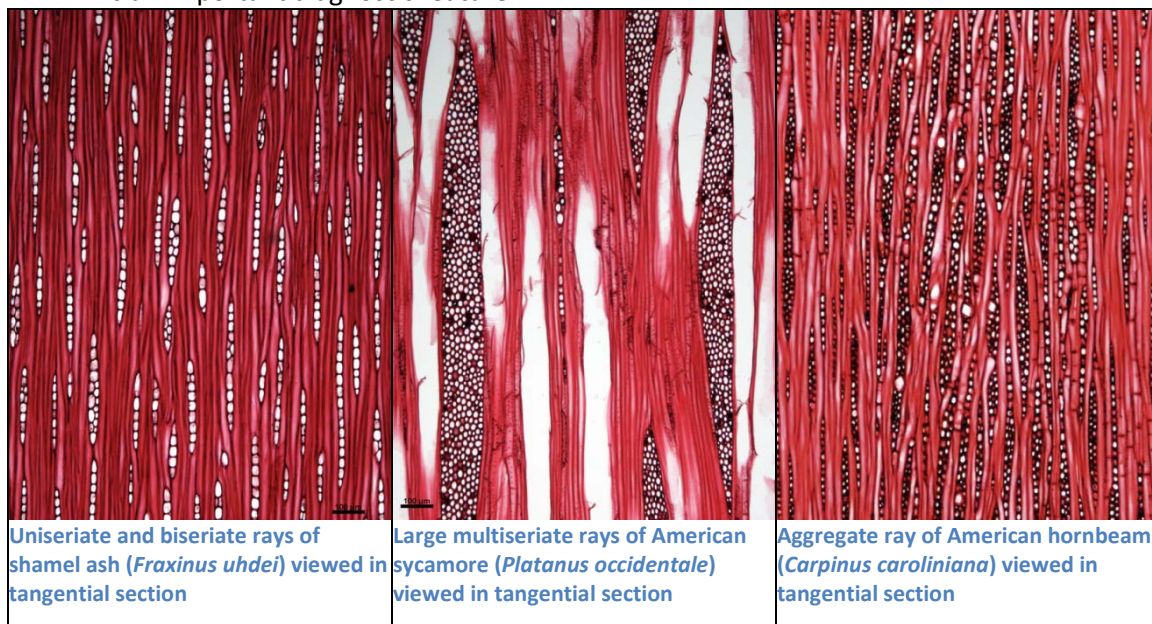 Uniseriate and biseriate rays of
shamel ash (Fraxinus uhdei) viewed in
tangential section
Large multiseriate rays of American
sycamore (Platanus occidentale)
viewed in tangential section
Aggregate ray of American hornbeam
(Carpinus caroliniana) viewed in
tangential section
100 µm